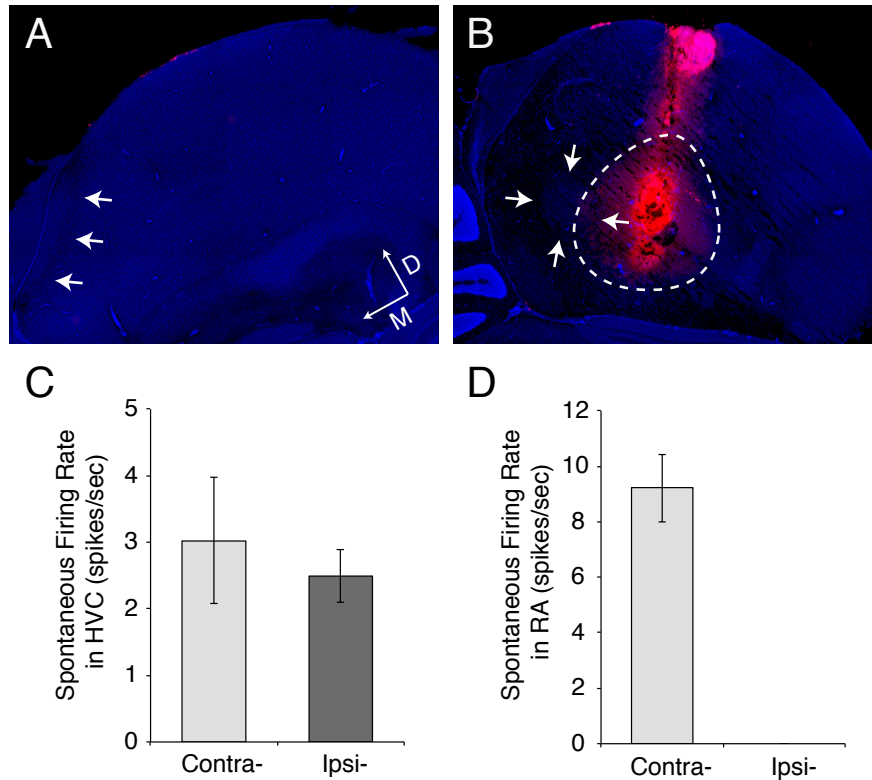 A
B
D
M
C
Spontaneous Firing Rate
in HVC (spikes/sec)
5
4
3
2
1
0
Contra-
Ipsi-
D
Spontaneous Firing Rate
in RA (spikes/sec)
12
10
8
6
4
2
0
Contra-
Ipsi-